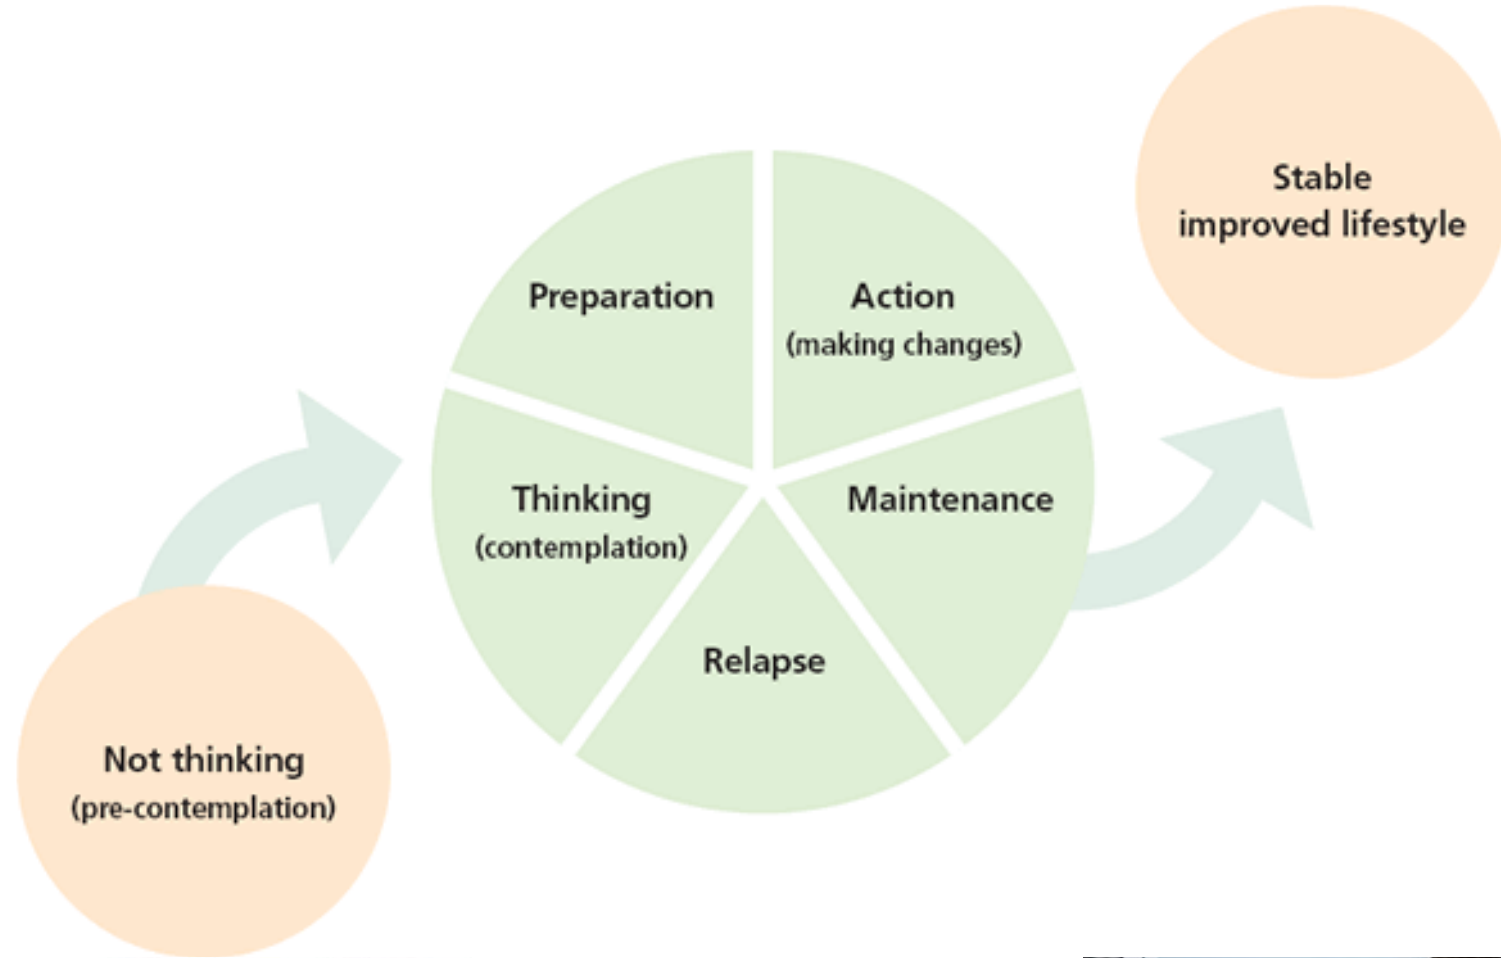 Stable
improved lifestyle
Preparation
Action
(making changes)
Thinking
(contemplation)
Maintenance
Relapse
Not thinking
(pre-contemplation)